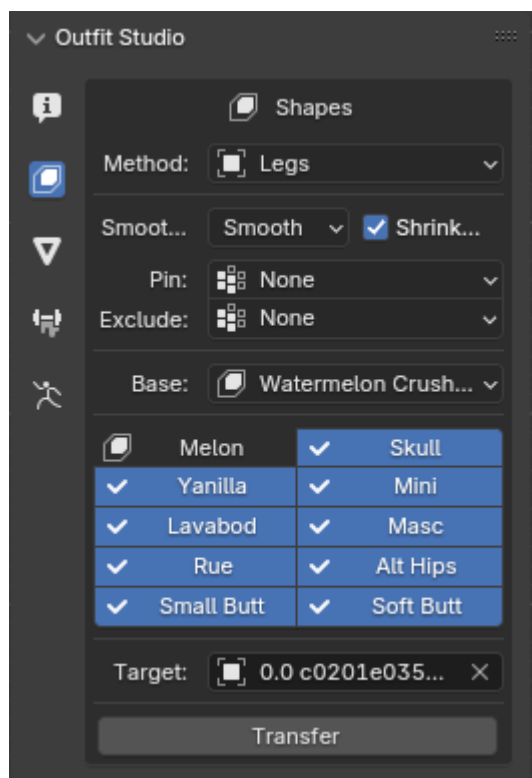 Outfit Studio
Shapes
Method: Legs
Smoot... Smooth Shrink...
Pin: None
Exclude: None
Base: Watermelon Crush...
Melon Skull
Yanilla Mini
Lavabod Masc
Rue Alt Hips
Small Butt Soft Butt
Target: 0.0 c0201e035...
Transfer